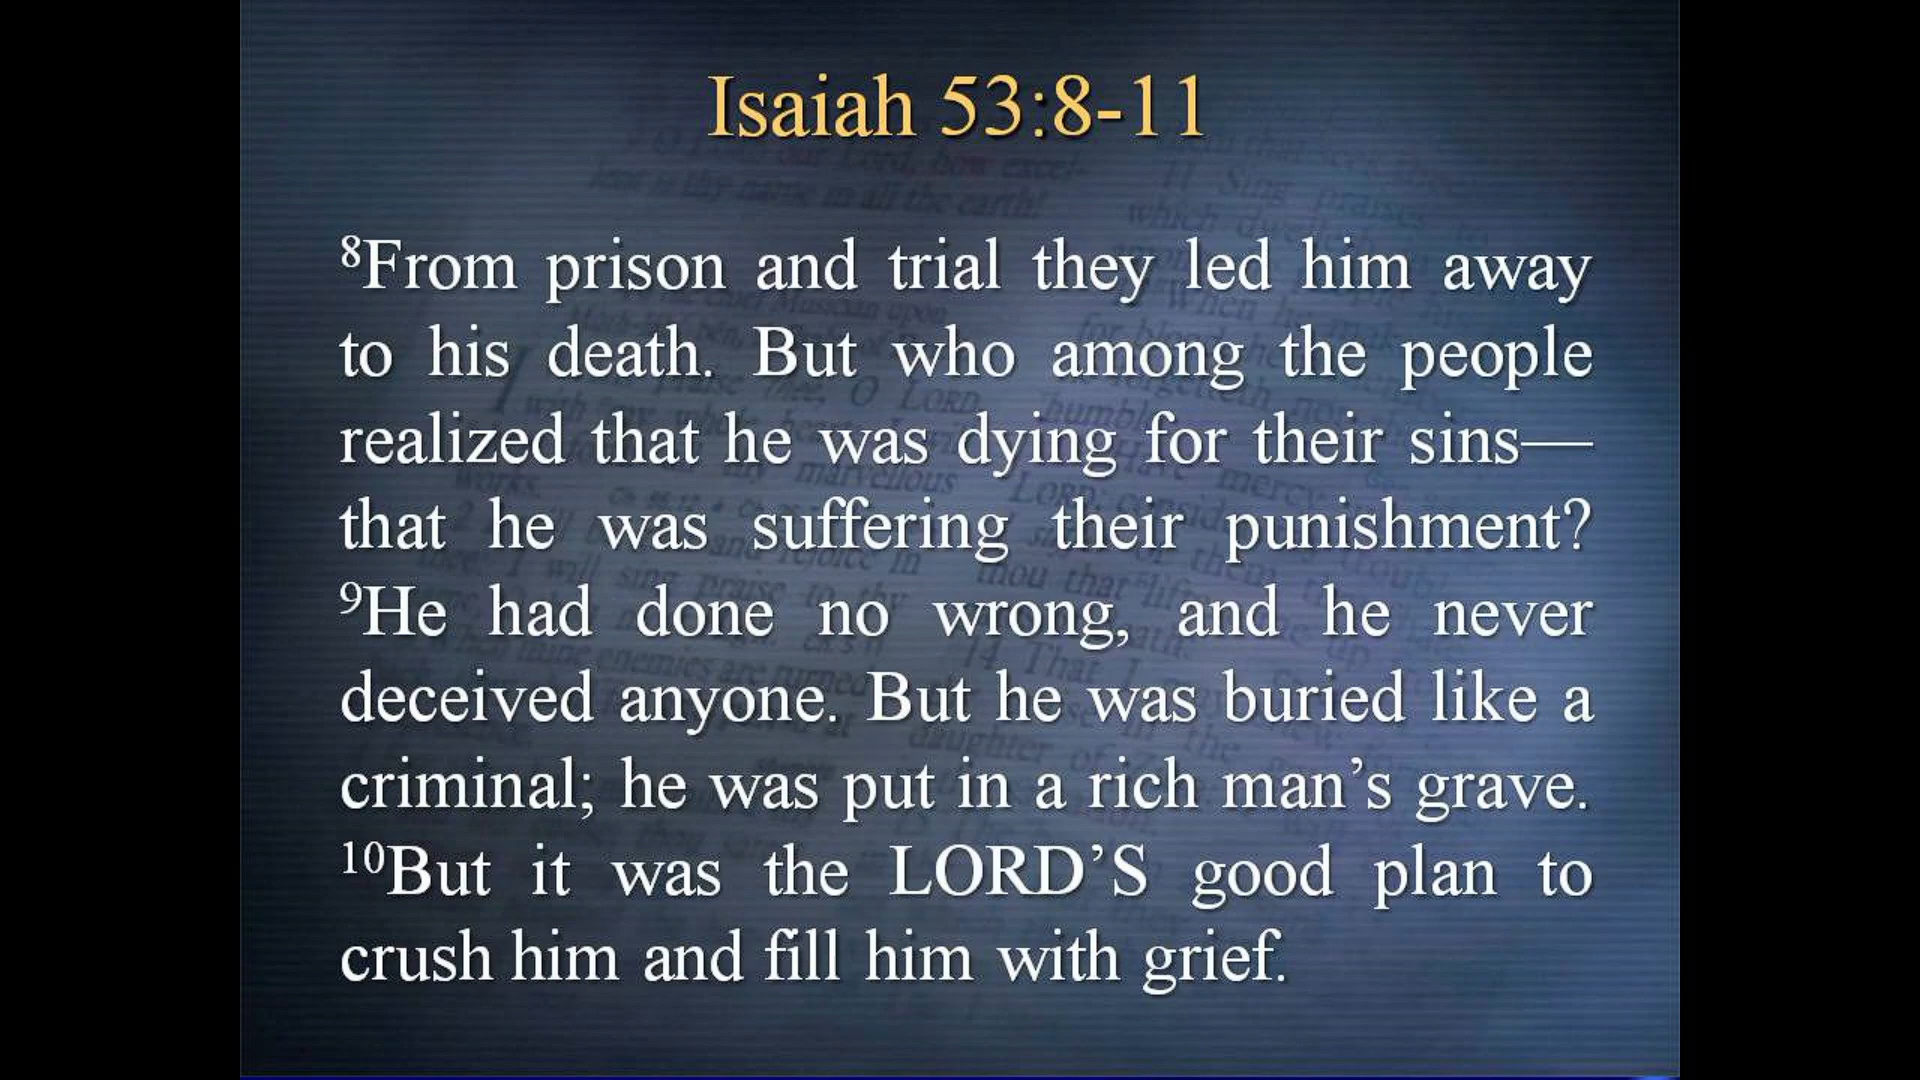 Isaiah 53:8-11
⁸From prison and trial they led him away
to his death. But who among the people
realized that he was dying for their sins—
that he was suffering their punishment?
⁹He had done no wrong, and he never
deceived anyone. But he was buried like a
criminal; he was put in a rich man’s grave.
¹⁰But it was the LORD’S good plan to
crush him and fill him with grief.